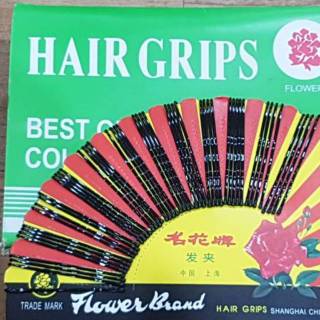 HAIR GRIPS
FLOWER
BEST
名花牌
发夹
中国 上海
TRADE MARK
Flower Brand
HAIR GRIPS SHANGHAI